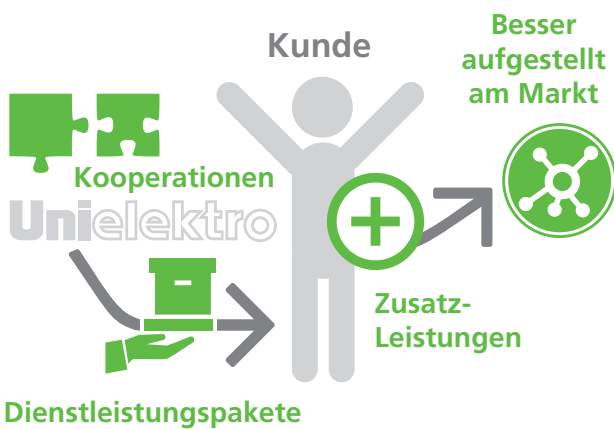 Kunde
Besser
aufgestellt
am Markt
Kooperationen
Unielektro
Zusatz-
Leistungen
Dienstleistungspakete